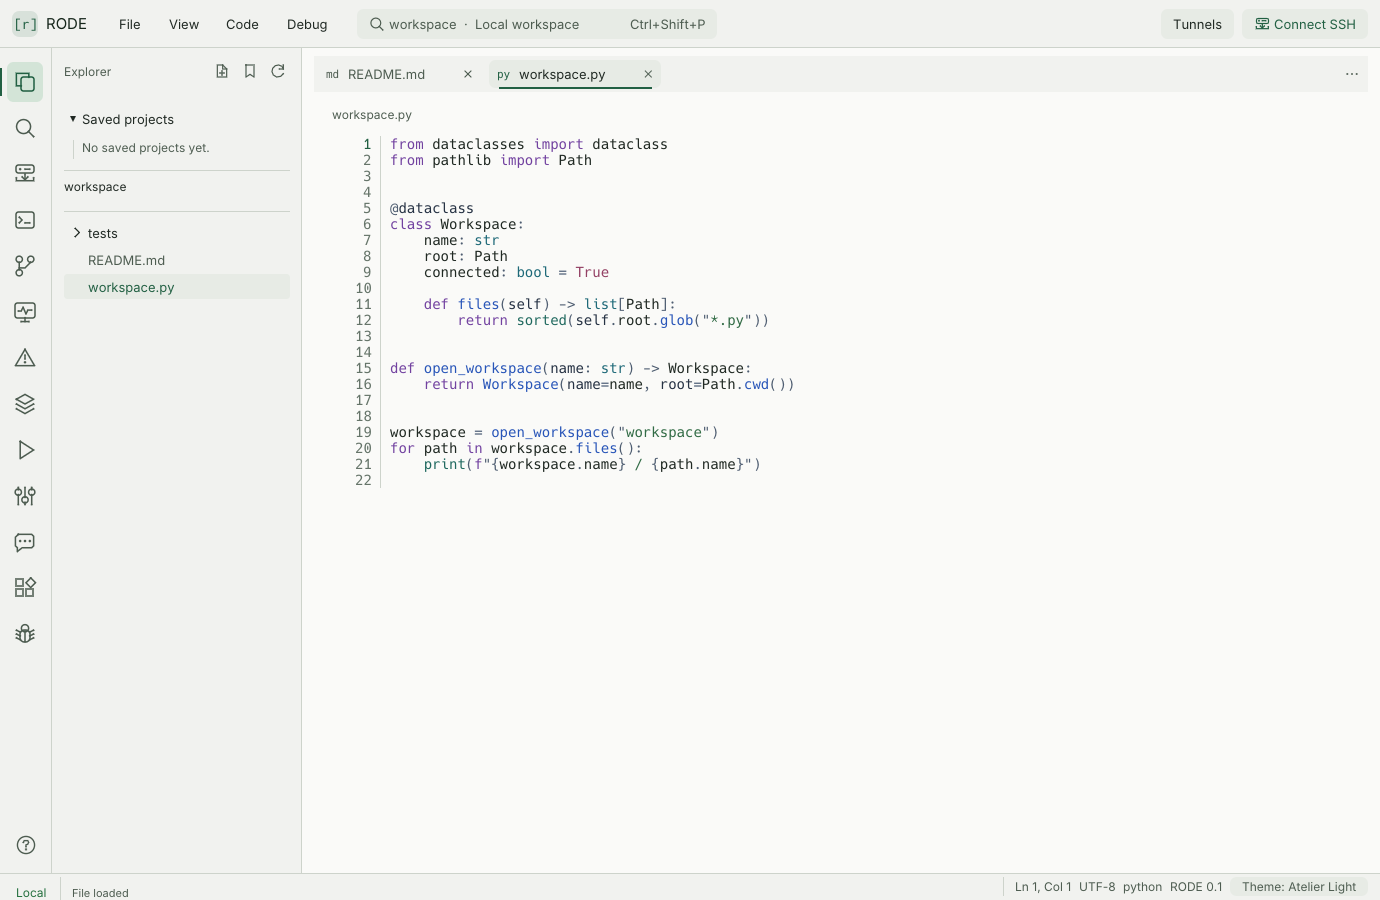 [r] RODE File View Code Debug workspace · Local workspace Ctrl+Shift+P Tunnels Connect SSH
Explorer
Saved projects
No saved projects yet.
workspace
tests
README.md
workspace.py
md README.md × py workspace.py × ···
workspace.py
1 from dataclasses import dataclass
2 from pathlib import Path
3
4
5 @dataclass
6 class Workspace:
7     name: str
8     root: Path
9     connected: bool = True
10
11     def files(self) -> list[Path]:
12         return sorted(self.root.glob("*.py"))
13
14
15 def open_workspace(name: str) -> Workspace:
16     return Workspace(name=name, root=Path.cwd())
17
18
19 workspace = open_workspace("workspace")
20 for path in workspace.files():
21     print(f"{workspace.name} / {path.name}")
22
Local File loaded Ln 1, Col 1 UTF-8 python RODE 0.1 Theme: Atelier Light